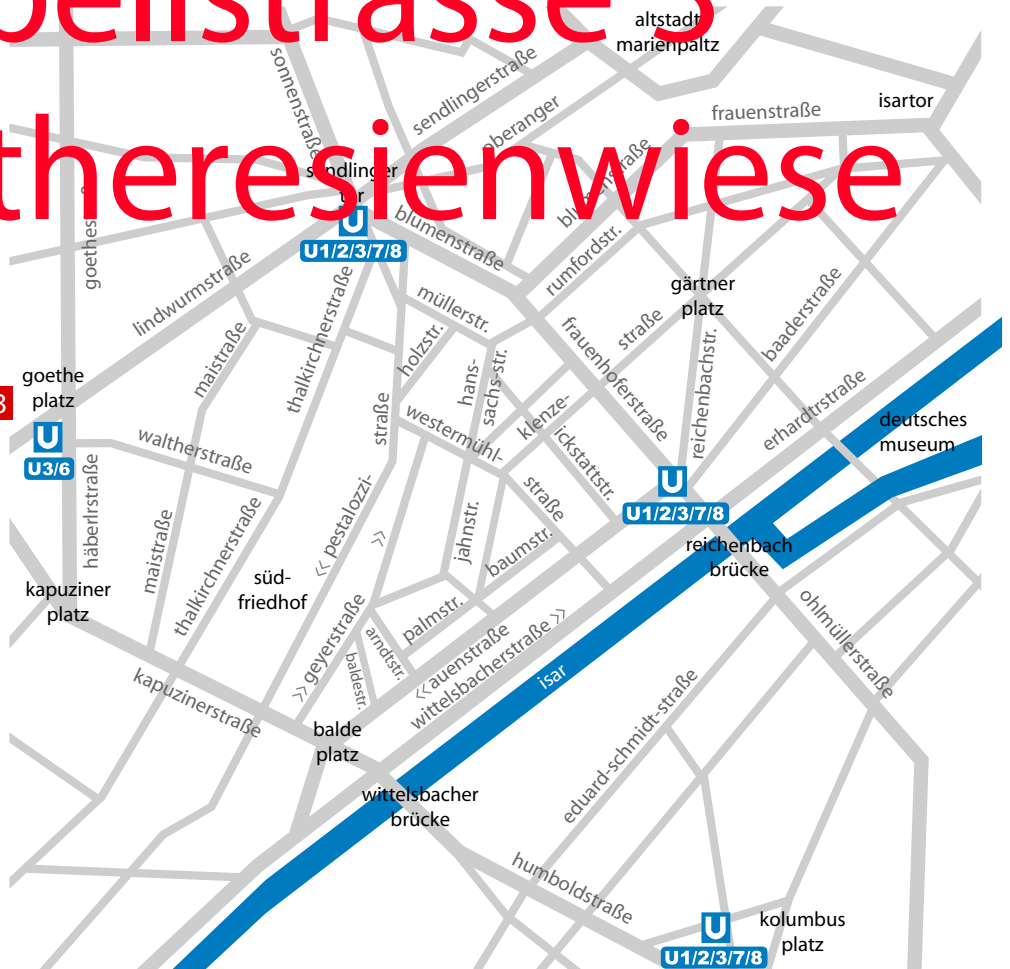 altstadt
marienpaltz
sonnenstraße
sendlingerstraße
oberanger
frauenstraße
isartor
theresienwiese
sendlinger
tor
U
U1/2/3/7/8
blumenstraße
blumenstraße
rumfordstr.
lindwurmstraße
maistraße
thalkirchnerstraße
müllerstr.
holzstr.
hans-
sachs-str.
frauenhoferstraße
straße
gärtner
platz
reichenbachstr.
baaderstraße
erhardtrstraße
deutsches
museum
goethe
platz
U
U3/6
waltherstraße
häberlrstraße
straße
westermühl-
klenze-
ickstattstr.
straße
U
U1/2/3/7/8
reichenbach
brücke
maistraße
thalkirchnerstraße
<< pestalozzi-
>>
jahnstr.
baumstr.
süd-
friedhof
kapuziner
platz
>> geyerstraße
arndtstr.
baldestr.
palmstr.
<< auenstraße
wittelsbacherstraße >>
isar
ohlmüllerstraße
kapuzinerstraße
balde
platz
eduard-schmidt-straße
wittelsbacher
brücke
humboldstraße
U
U1/2/3/7/8
kolumbus
platz